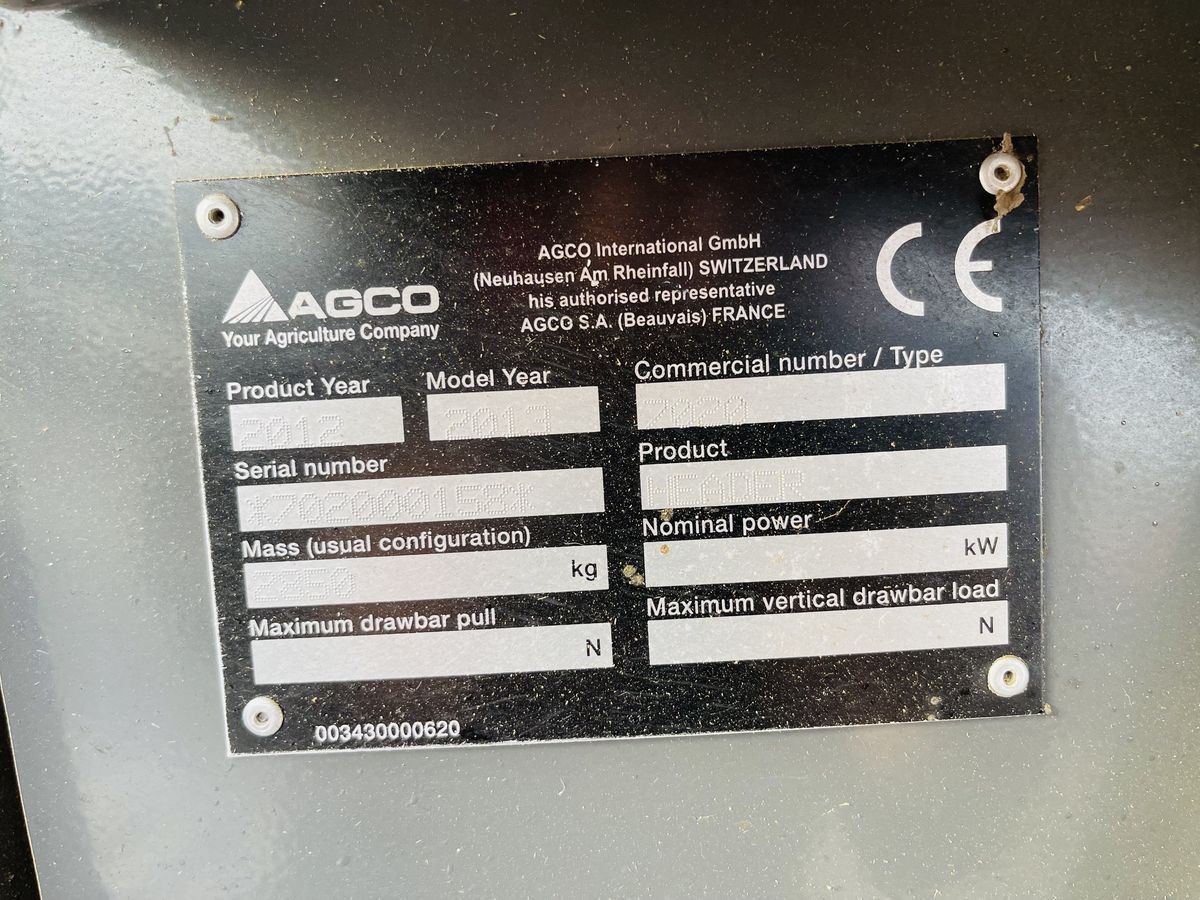 AGCO
Your Agriculture Company
AGCO International GmbH
(Neuhausen Am Rheinfall) SWITZERLAND
his authorised representative
AGCO S.A. (Beauvais) FRANCE
CE
Product Year
2012
Model Year
2013
Commercial number / Type
7020
Serial number
*7020000158*
Product
HEADER
Mass (usual configuration)
kg
Nominal power
kW
Maximum drawbar pull
N
Maximum vertical drawbar load
N
003430000620